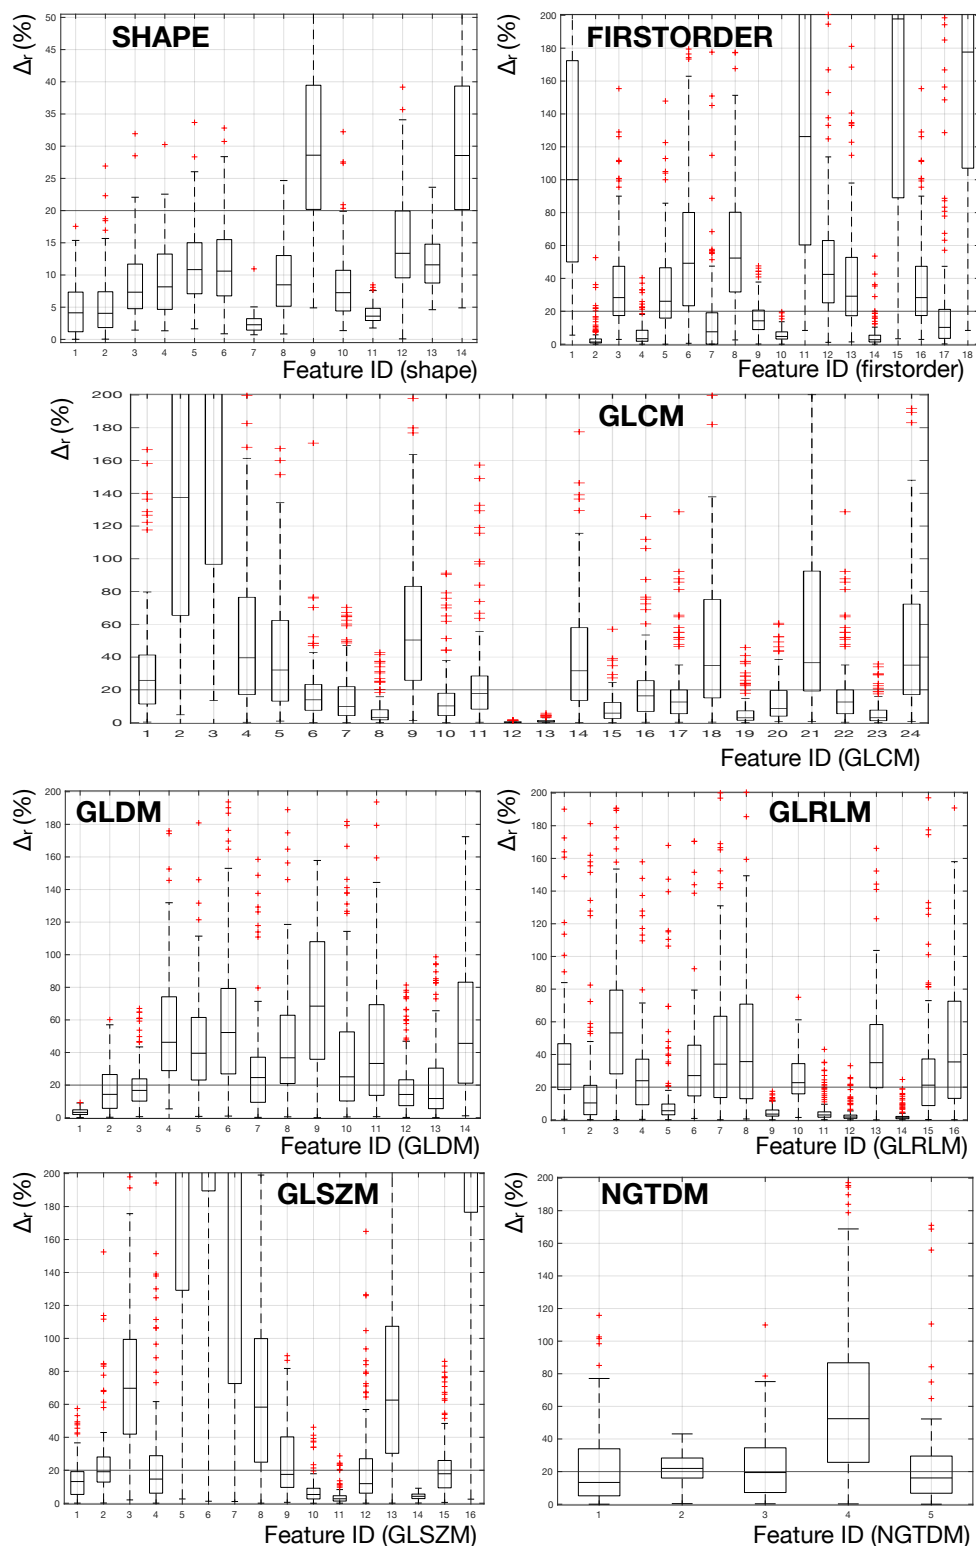 SHAPE
Δr (%)
50
45
40
35
30
25
20
15
10
5
0
1 2 3 4 5 6 7 8 9 10 11 12 13 14
Feature ID (shape)
FIRSTORDER
Δr (%)
200
180
160
140
120
100
80
60
40
20
0
1 2 3 4 5 6 7 8 9 10 11 12 13 14 15 16 17 18
Feature ID (firstorder)
GLCM
Δr (%)
200
180
160
140
120
100
80
60
40
20
0
1 2 3 4 5 6 7 8 9 10 11 12 13 14 15 16 17 18 19 20 21 22 23 24
Feature ID (GLCM)
GLDM
Δr (%)
200
180
160
140
120
100
80
60
40
20
0
1 2 3 4 5 6 7 8 9 10 11 12 13 14
Feature ID (GLDM)
GLRLM
Δr (%)
200
180
160
140
120
100
80
60
40
20
0
1 2 3 4 5 6 7 8 9 10 11 12 13 14 15 16
Feature ID (GLRLM)
GLSZM
Δr (%)
200
180
160
140
120
100
80
60
40
20
0
1 2 3 4 5 6 7 8 9 10 11 12 13 14 15 16
Feature ID (GLSZM)
NGTDM
Δr (%)
200
180
160
140
120
100
80
60
40
20
0
1 2 3 4 5
Feature ID (NGTDM)